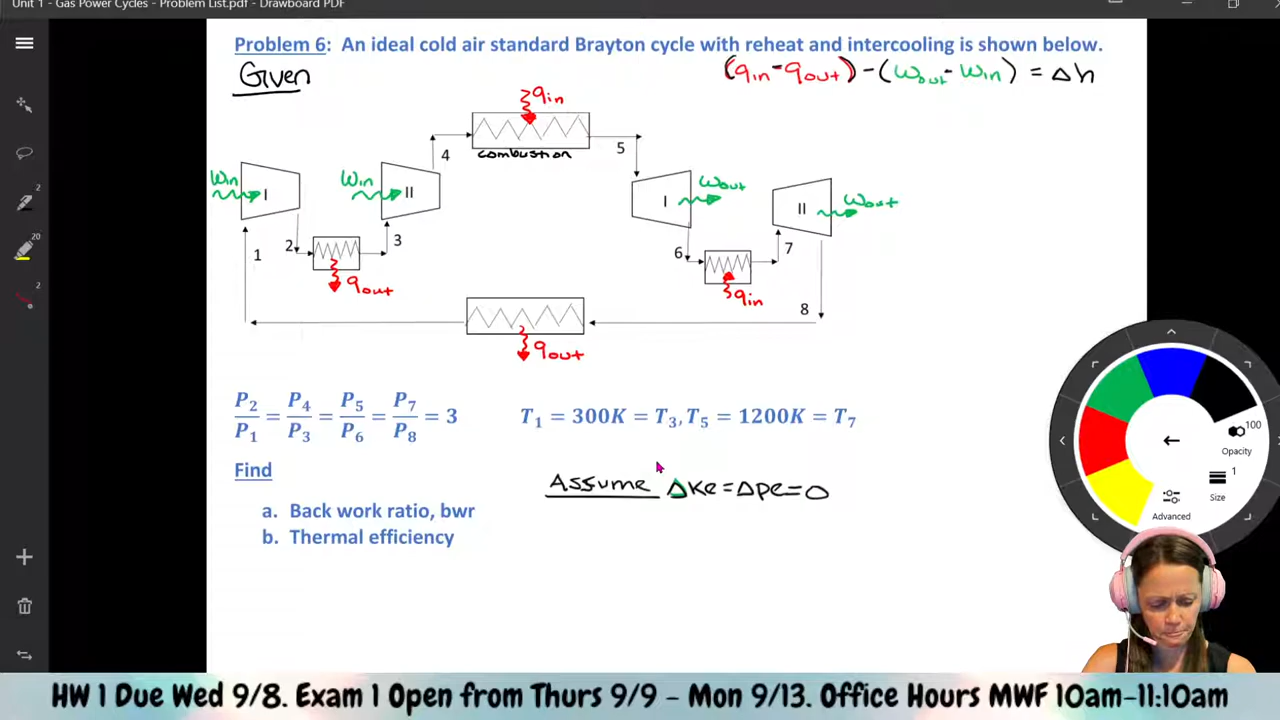 Unit 1 - Gas Power Cycles - Problem List.pdf - Drawboard PDF
Problem 6: An ideal cold air standard Brayton cycle with reheat and intercooling is shown below.
Given
(qin-qout)-(wout-win) = Δh
qin
combustion
4
5
win
I
win
II
I
wout
II
wout
1
2
3
qout
6
7
qin
8
qout
P2/P1 = P4/P3 = P5/P6 = P7/P8 = 3
T1 = 300K = T3, T5 = 1200K = T7
Find
Assume Δke=Δpe=0
a. Back work ratio, bwr
b. Thermal efficiency
2
20
2
100
Opacity
1
Size
Advanced
HW 1 Due Wed 9/8. Exam 1 Open from Thurs 9/9 - Mon 9/13. Office Hours MWF 10am-11:10am